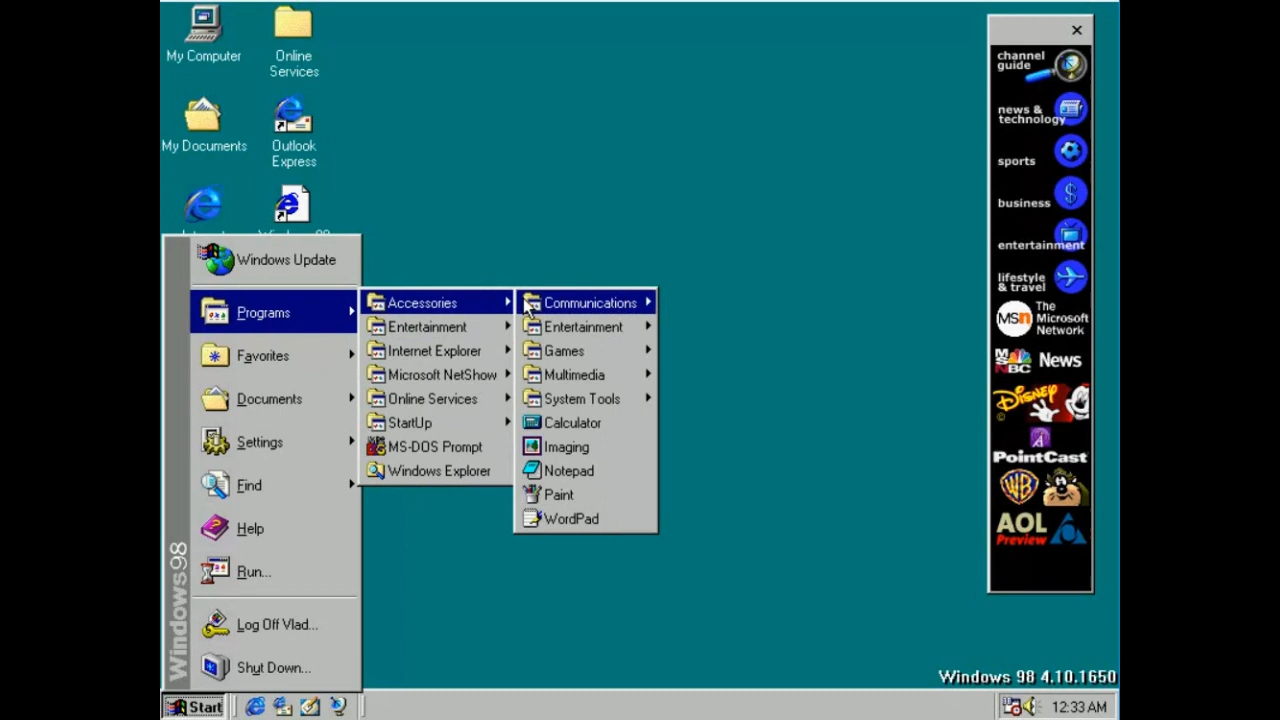 My Computer
Online
Services
My Documents
Outlook
Express
Windows Update
Programs
Favorites
Documents
Settings
Find
Help
Run...
Log Off Vlad...
Shut Down...
Windows98
Accessories
Entertainment
Internet Explorer
Microsoft NetShow
Online Services
StartUp
MS-DOS Prompt
Windows Explorer
Communications
Entertainment
Games
Multimedia
System Tools
Calculator
Imaging
Notepad
Paint
WordPad
channel
guide
news &
technology
sports
business
entertainment
lifestyle
& travel
msn The
Microsoft
Network
MSNBC News
Disney
PointCast
WB
AOL
Preview
Windows 98 4.10.1650
Start
12:33 AM